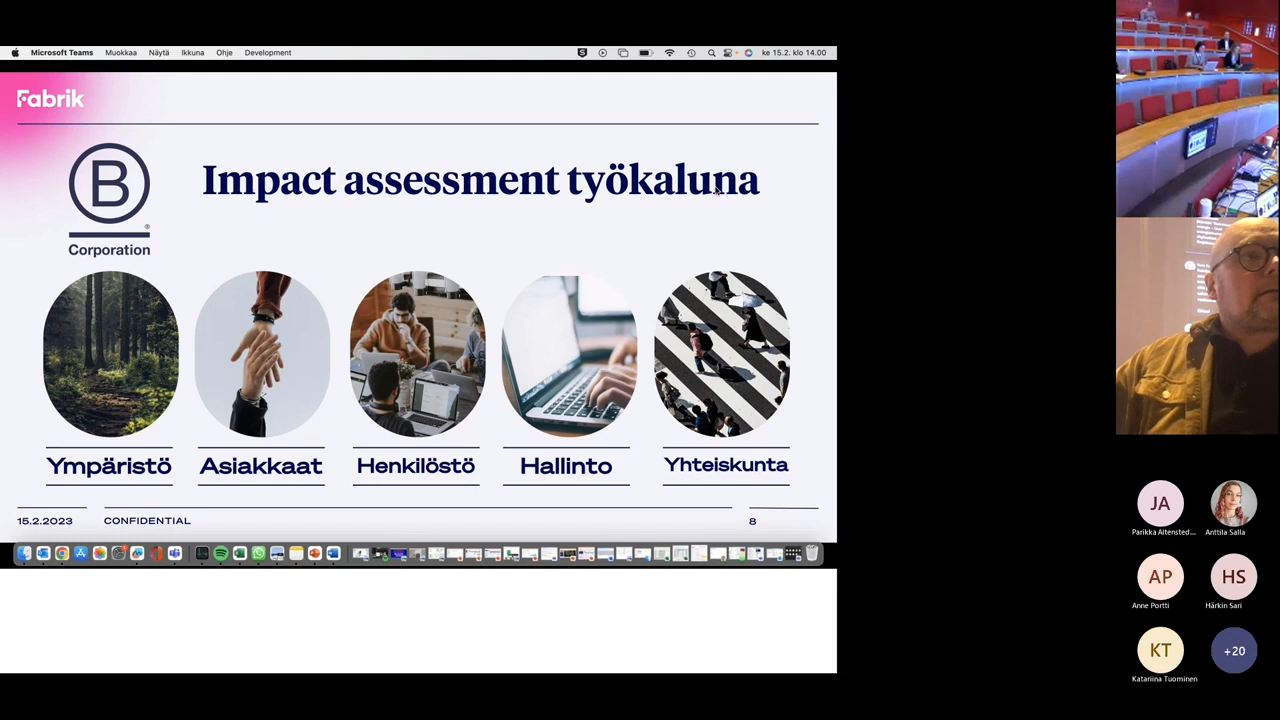 Microsoft Teams Muokkaa Näytä Ikkuna Ohje Development
ke 15.2. klo 14.00
Fabrik
B
®
Corporation
Impact assessment työkaluna
Ympäristö
Asiakkaat
Henkilöstö
Hallinto
Yhteiskunta
15.2.2023
CONFIDENTIAL
8
JA
Parikka Altensted...
Anttila Salla
AP
Anne Portti
HS
Härkin Sari
KT
Katariina Tuominen
+20